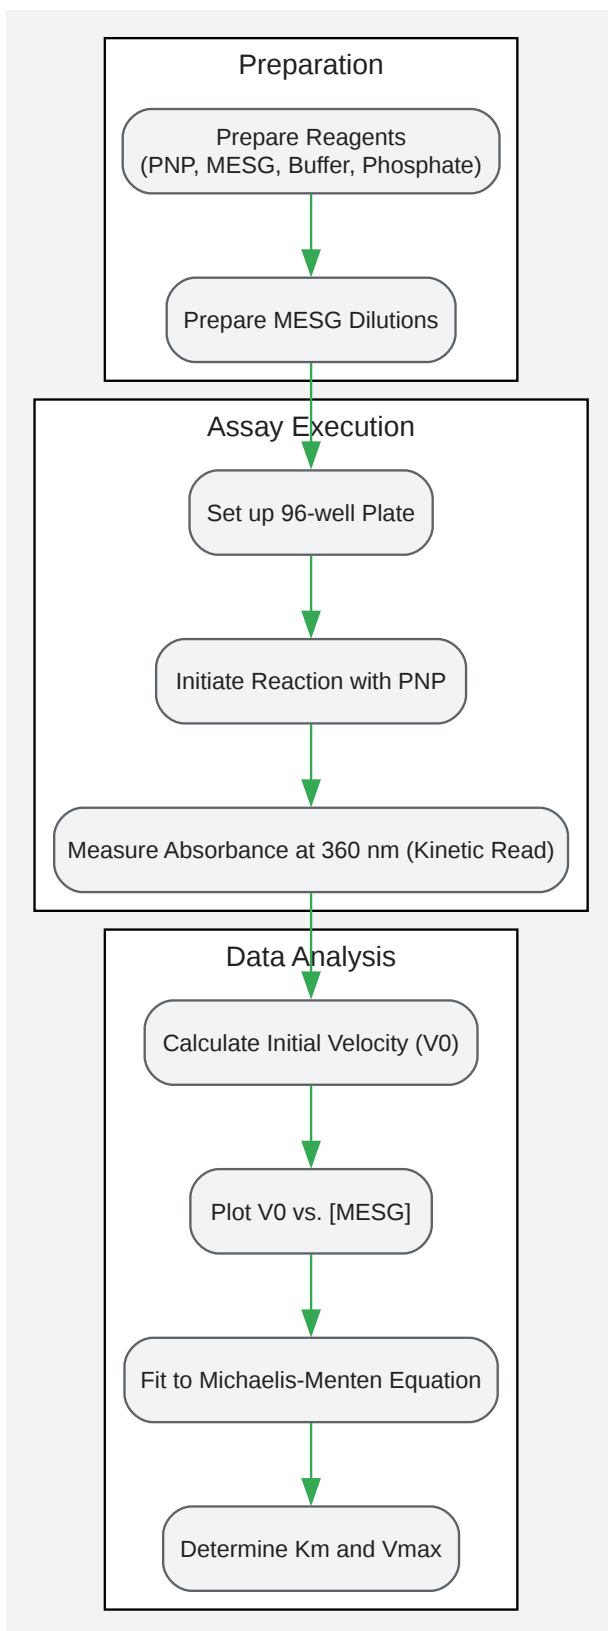 Preparation
Prepare Reagents
(PNP, MESG, Buffer, Phosphate)
Prepare MESG Dilutions
Assay Execution
Set up 96-well Plate
Initiate Reaction with PNP
Measure Absorbance at 360 nm (Kinetic Read)
Data Analysis
Calculate Initial Velocity (V0)
Plot V0 vs. [MESG]
Fit to Michaelis-Menten Equation
Determine Km and Vmax